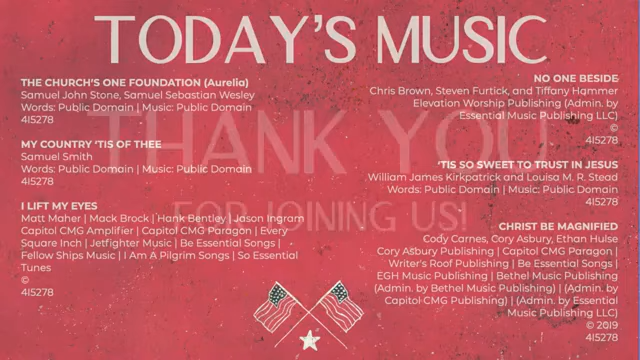 TODAY'S MUSIC
THE CHURCH'S ONE FOUNDATION (Aurelia)
Samuel John Stone, Samuel Sebastian Wesley
Words: Public Domain | Music: Public Domain
415278
MY COUNTRY 'TIS OF THEE
Samuel Smith
Words: Public Domain | Music: Public Domain
415278
I LIFT MY EYES
Matt Maher | Mack Brock | Hank Bentley | Jason Ingram
Capitol CMG Amplifier | Capitol CMG Paragon | Every
Square Inch | Jetfighter Music | Be Essential Songs |
Fellow Ships Music | I Am A Pilgrim Songs | So Essential
Tunes
©
415278
NO ONE BESIDE
Chris Brown, Steven Furtick, and Tiffany Hammer
Elevation Worship Publishing (Admin. by
Essential Music Publishing LLC)
©
415278
'TIS SO SWEET TO TRUST IN JESUS
William James Kirkpatrick and Louisa M. R. Stead
Words: Public Domain | Music: Public Domain
415278
CHRIST BE MAGNIFIED
Cody Carnes, Cory Asbury, Ethan Hulse
Cory Asbury Publishing | Capitol CMG Paragon |
Writer's Roof Publishing | Be Essential Songs |
EGH Music Publishing | Bethel Music Publishing
(Admin. by Bethel Music Publishing) | (Admin. by
Capitol CMG Publishing) | (Admin. by Essential
Music Publishing LLC)
© 2019
415278
THANK YOU
FOR JOINING US!